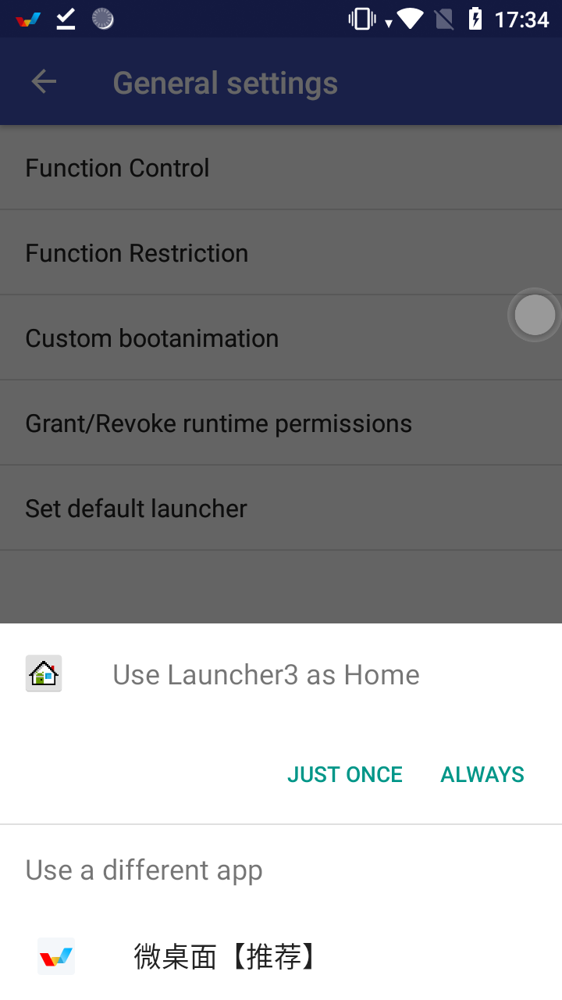 17:34
General settings
Function Control
Function Restriction
Custom bootanimation
Grant/Revoke runtime permissions
Set default launcher
Use Launcher3 as Home
JUST ONCE ALWAYS
Use a different app
微桌面【推荐】